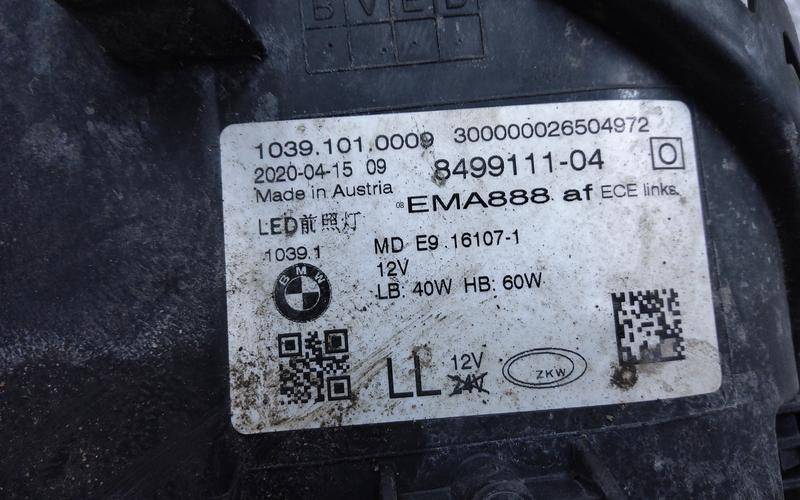 BVED
1039.101.0009 300000026504972
2020-04-15 09 8499111-04 O
Made in Austria 08 EMA888 af ECE links
LED前照灯
1039.1 MD E9 16107-1
12V
BMW LB: 40W HB: 60W
LL 12V ZKW
24V